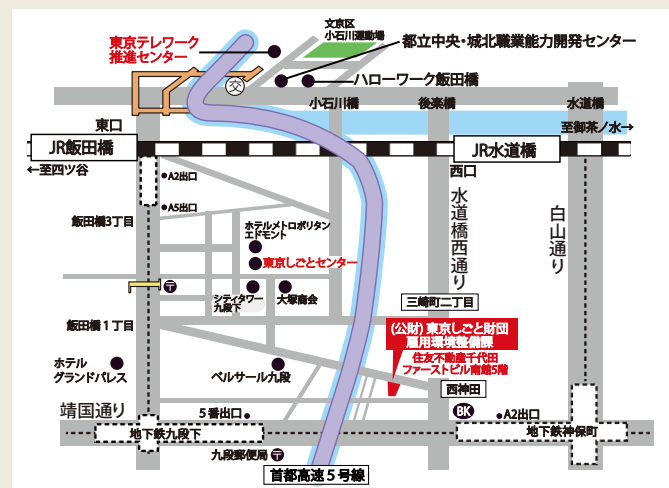 文京区
小石川運動場
東京テレワーク
推進センター
都立中央・城北職業能力開発センター
交
ハローワーク飯田橋
小石川橋
後楽橋
水道橋
東口
至御茶ノ水→
JR飯田橋
JR水道橋
←至四ツ谷
西口
A2出口
A5出口
水道橋西通り
白山通り
飯田橋3丁目
ホテルメトロポリタン
エドモント
東京しごとセンター
〒
シティタワー
九段下
大塚商会
三崎町二丁目
飯田橋1丁目
(公財)東京しごと財団
雇用環境整備課
住友不動産千代田
ファーストビル南館5階
ホテル
グランドパレス
ベルサール九段
西神田
靖国通り
5番出口
BK
A2出口
地下鉄九段下
地下鉄神保町
九段郵便局
〒
首都高速5号線